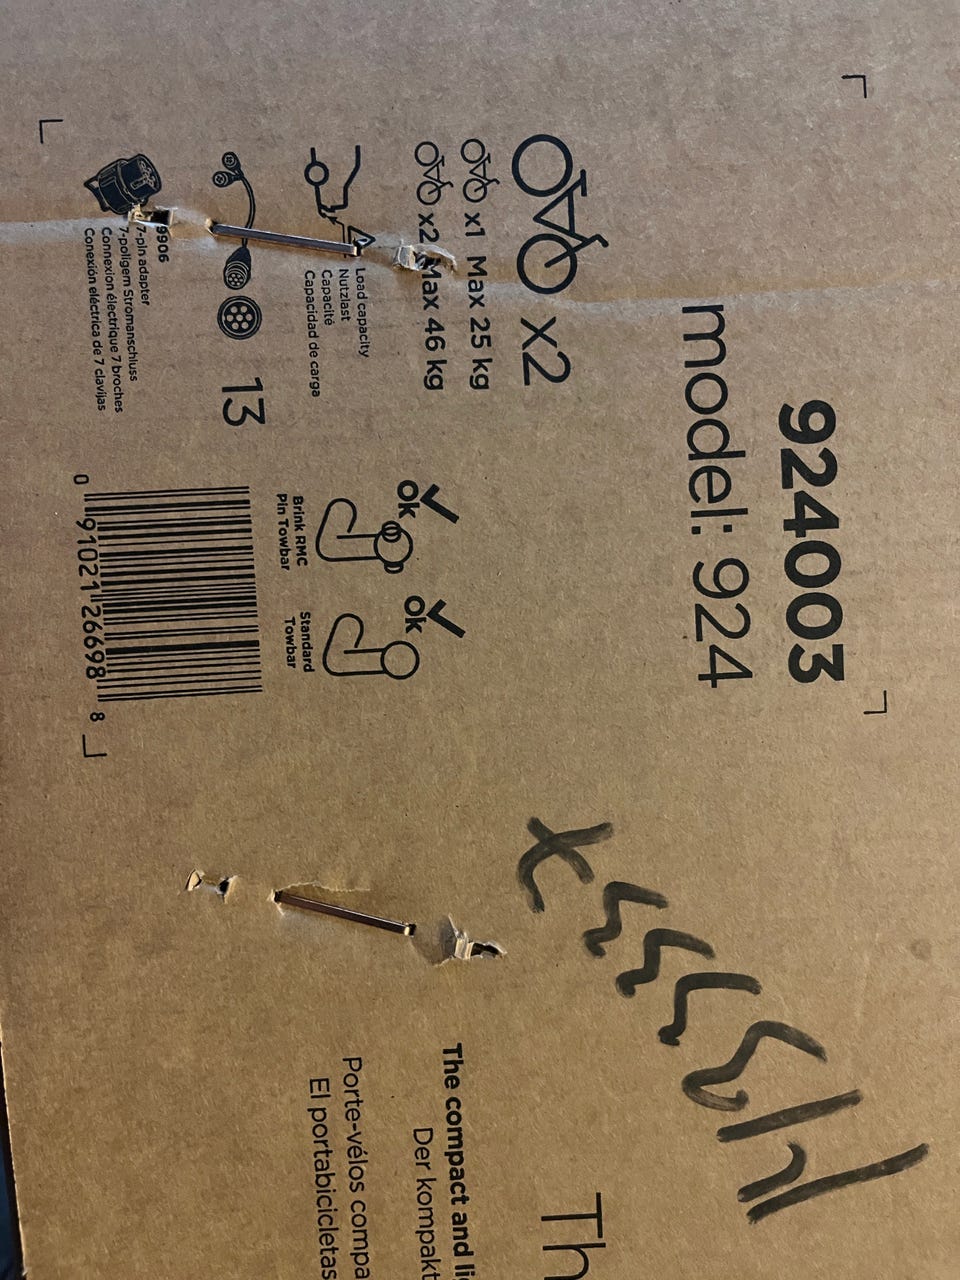 924003
model: 924
x2
x1 Max 25 kg
x2 Max 46 kg
Load capacity
Nutzlast
Capacité
Capacidad de carga
13
9906
7-pin adapter
7-poligem Stromanschluss
Connexion électrique 7 broches
Conexión eléctrica de 7 clavijas
Ok
Brink RMC
Pin Towbar
Ok
Standard
Towbar
0 91021 26698 8
Th
The compact and li
Der kompakt
Porte-vélos compa
El portabicicletas